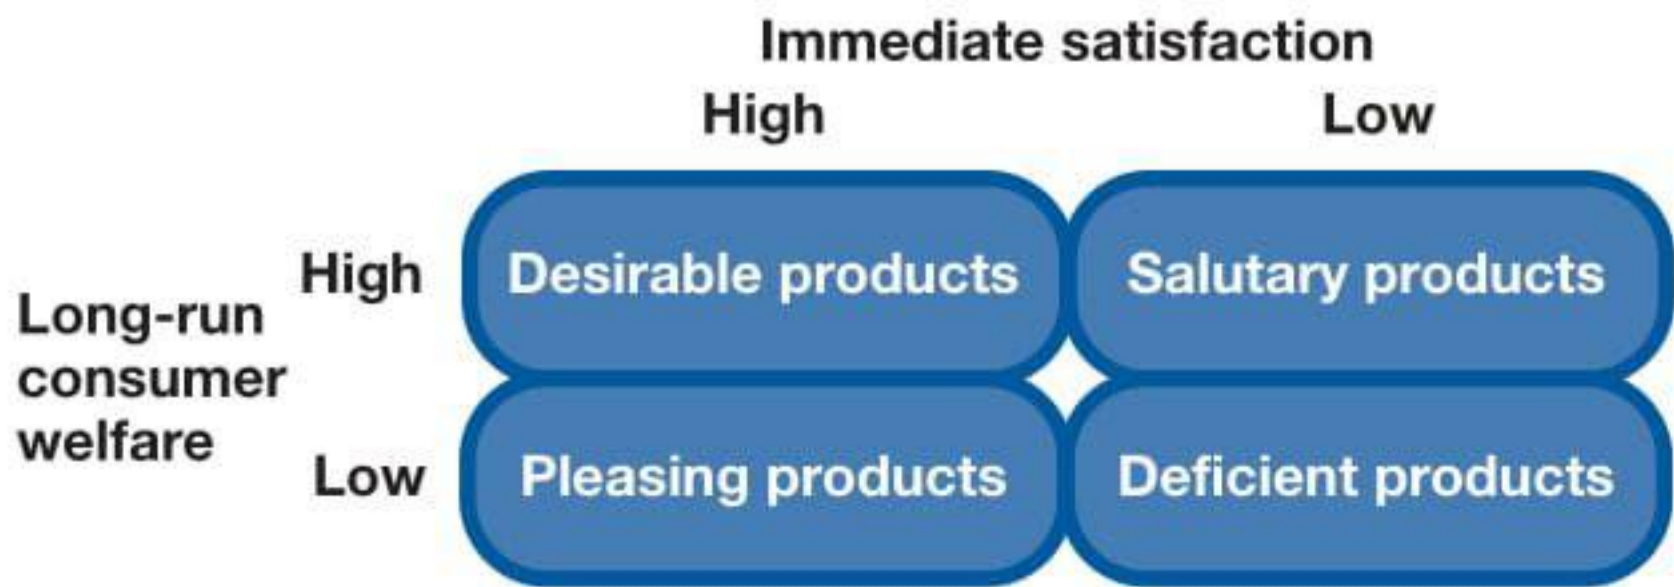 Immediate satisfaction
High Low
High Desirable products Salutary products
Long-run
consumer
welfare
Low Pleasing products Deficient products